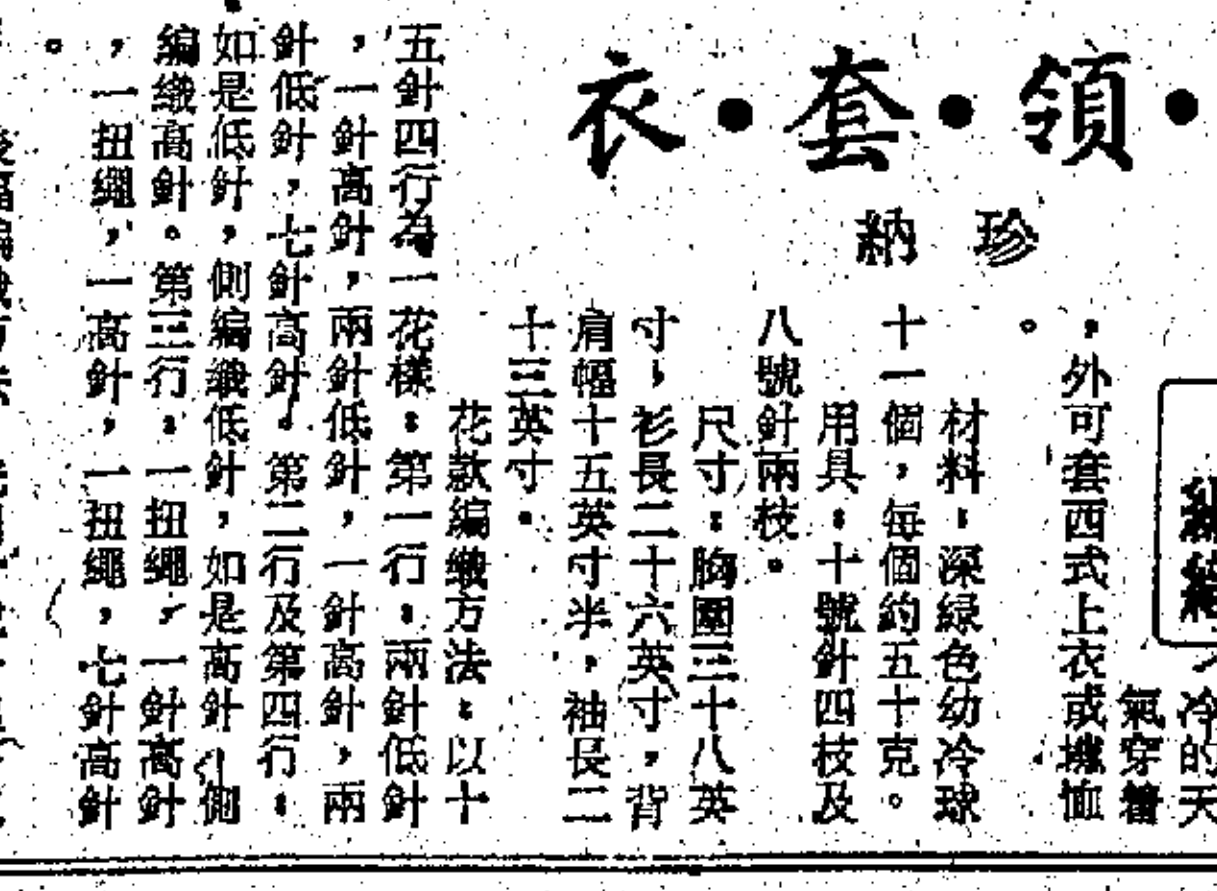 領・套・衣
珍納
冷的天
氣穿着
，外可套西式上衣或恤
。
材料：深綠色幼冷球
十一個，每個約五十克。
用具：十號針四枝及
八號針兩枝。
尺寸：胸圍三十八英
寸，衫長二十六英寸，背
肩幅十五英寸半，袖長二
十三英寸。
花款編織方法：以十
五針四行為一花樣：第一行：兩針低針
，一針高針，兩針低針，一針高針，兩
針低針，七針高針。第二行及第四行：
如是低針，側編織低針，如是高針，側
編織高針。第三行：一扭繩，一針高針
，一扭繩，一高針，一扭繩，七針高針
。